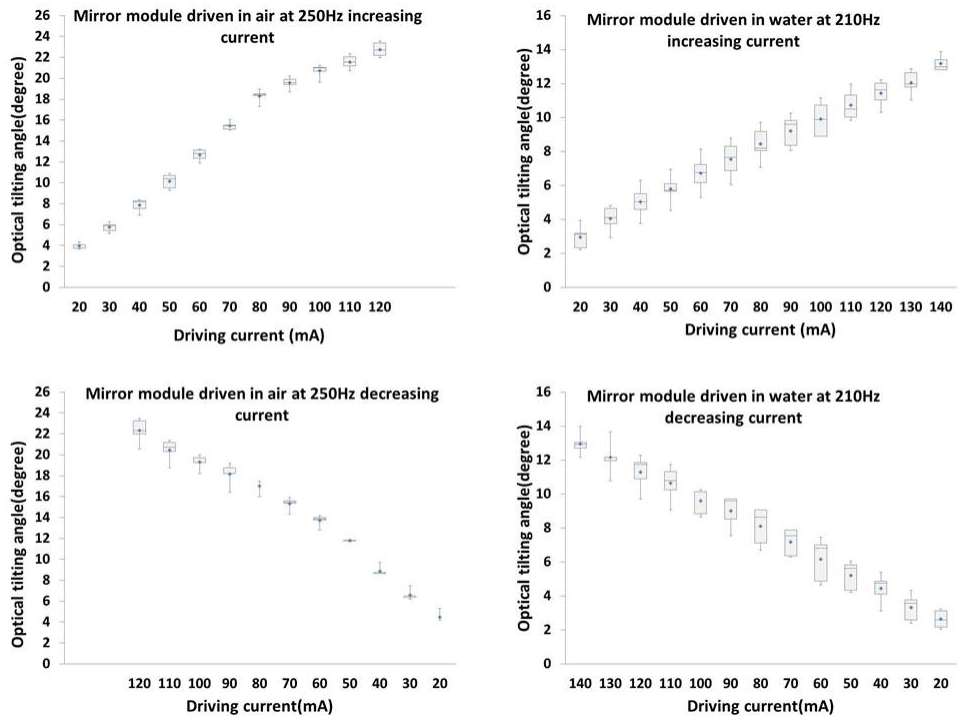 Mirror module driven in air at 250Hz increasing
current
Optical tilting angle(degree)
26
24
22
20
18
16
14
12
10
8
6
4
2
0
20 30 40 50 60 70 80 90 100 110 120
Driving current (mA)
Mirror module driven in water at 210Hz
increasing current
Optical tilting angle(degree)
16
14
12
10
8
6
4
2
0
20 30 40 50 60 70 80 90 100 110 120 130 140
Driving current (mA)
Mirror module driven in air at 250Hz decreasing
current
Optical tilting angle(degree)
26
24
22
20
18
16
14
12
10
8
6
4
2
0
120 110 100 90 80 70 60 50 40 30 20
Driving current(mA)
Mirror module driven in water at 210Hz
decreasing current
Optical tilting angle(degree)
16
14
12
10
8
6
4
2
0
140 130 120 110 100 90 80 70 60 50 40 30 20
Driving current(mA)